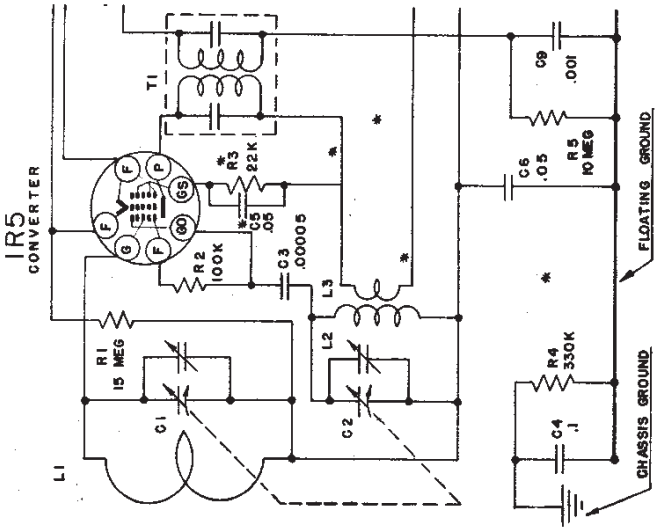 1R5
CONVERTER
L1
R1
15 MEG
C1
C2
L2
L3
R2
100K
C3
.00005
F
G
F
GO
GS
P
F
*
R3
22K
*
C5
.05
T1
*
*
*
*
C6
.05
C9
.001
R5
10 MEG
R4
330K
C4
.1
CHASSIS GROUND
FLOATING GROUND